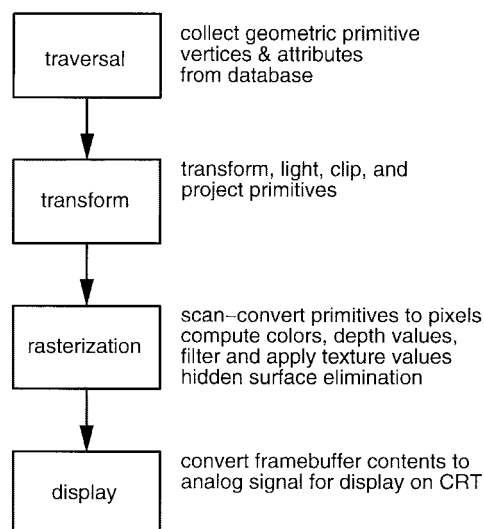 traversal
collect geometric primitive
vertices & attributes
from database
transform
transform, light, clip, and
project primitives
rasterization
scan–convert primitives to pixels
compute colors, depth values,
filter and apply texture values
hidden surface elimination
display
convert framebuffer contents to
analog signal for display on CRT